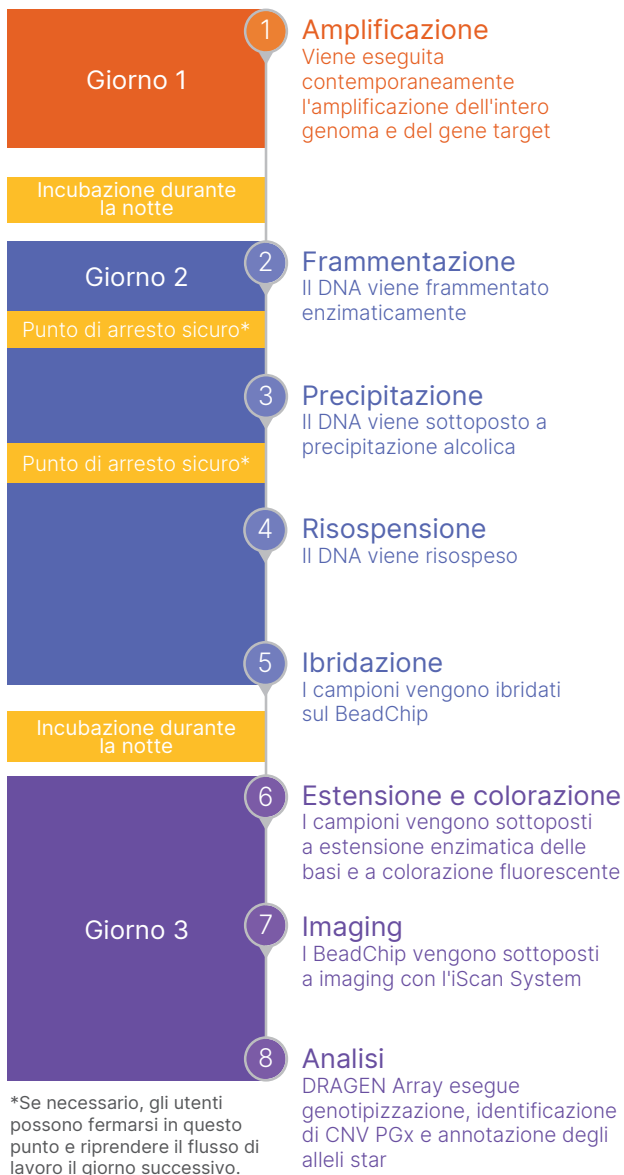 1
Amplificazione
Giorno 1
Viene eseguita
contemporaneamente
l'amplificazione dell'intero
genoma e del gene target
Incubazione durante
la notte
Giorno 2
2
Frammentazione
Il DNA viene frammentato
enzimaticamente
Punto di arresto sicuro*
3
Precipitazione
Il DNA viene sottoposto a
precipitazione alcolica
Punto di arresto sicuro*
4
Risospensione
Il DNA viene risospeso
5
Ibridazione
I campioni vengono ibridati
sul BeadChip
Incubazione durante
la notte
6
Estensione e colorazione
I campioni vengono sottoposti
a estensione enzimatica delle
basi e a colorazione fluorescente
Giorno 3
7
Imaging
I BeadChip vengono sottoposti
a imaging con l'iScan System
8
Analisi
DRAGEN Array esegue
genotipizzazione, identificazione
di CNV PGx e annotazione degli
alleli star
*Se necessario, gli utenti
possono fermarsi in questo
punto e riprendere il flusso di
lavoro il giorno successivo.